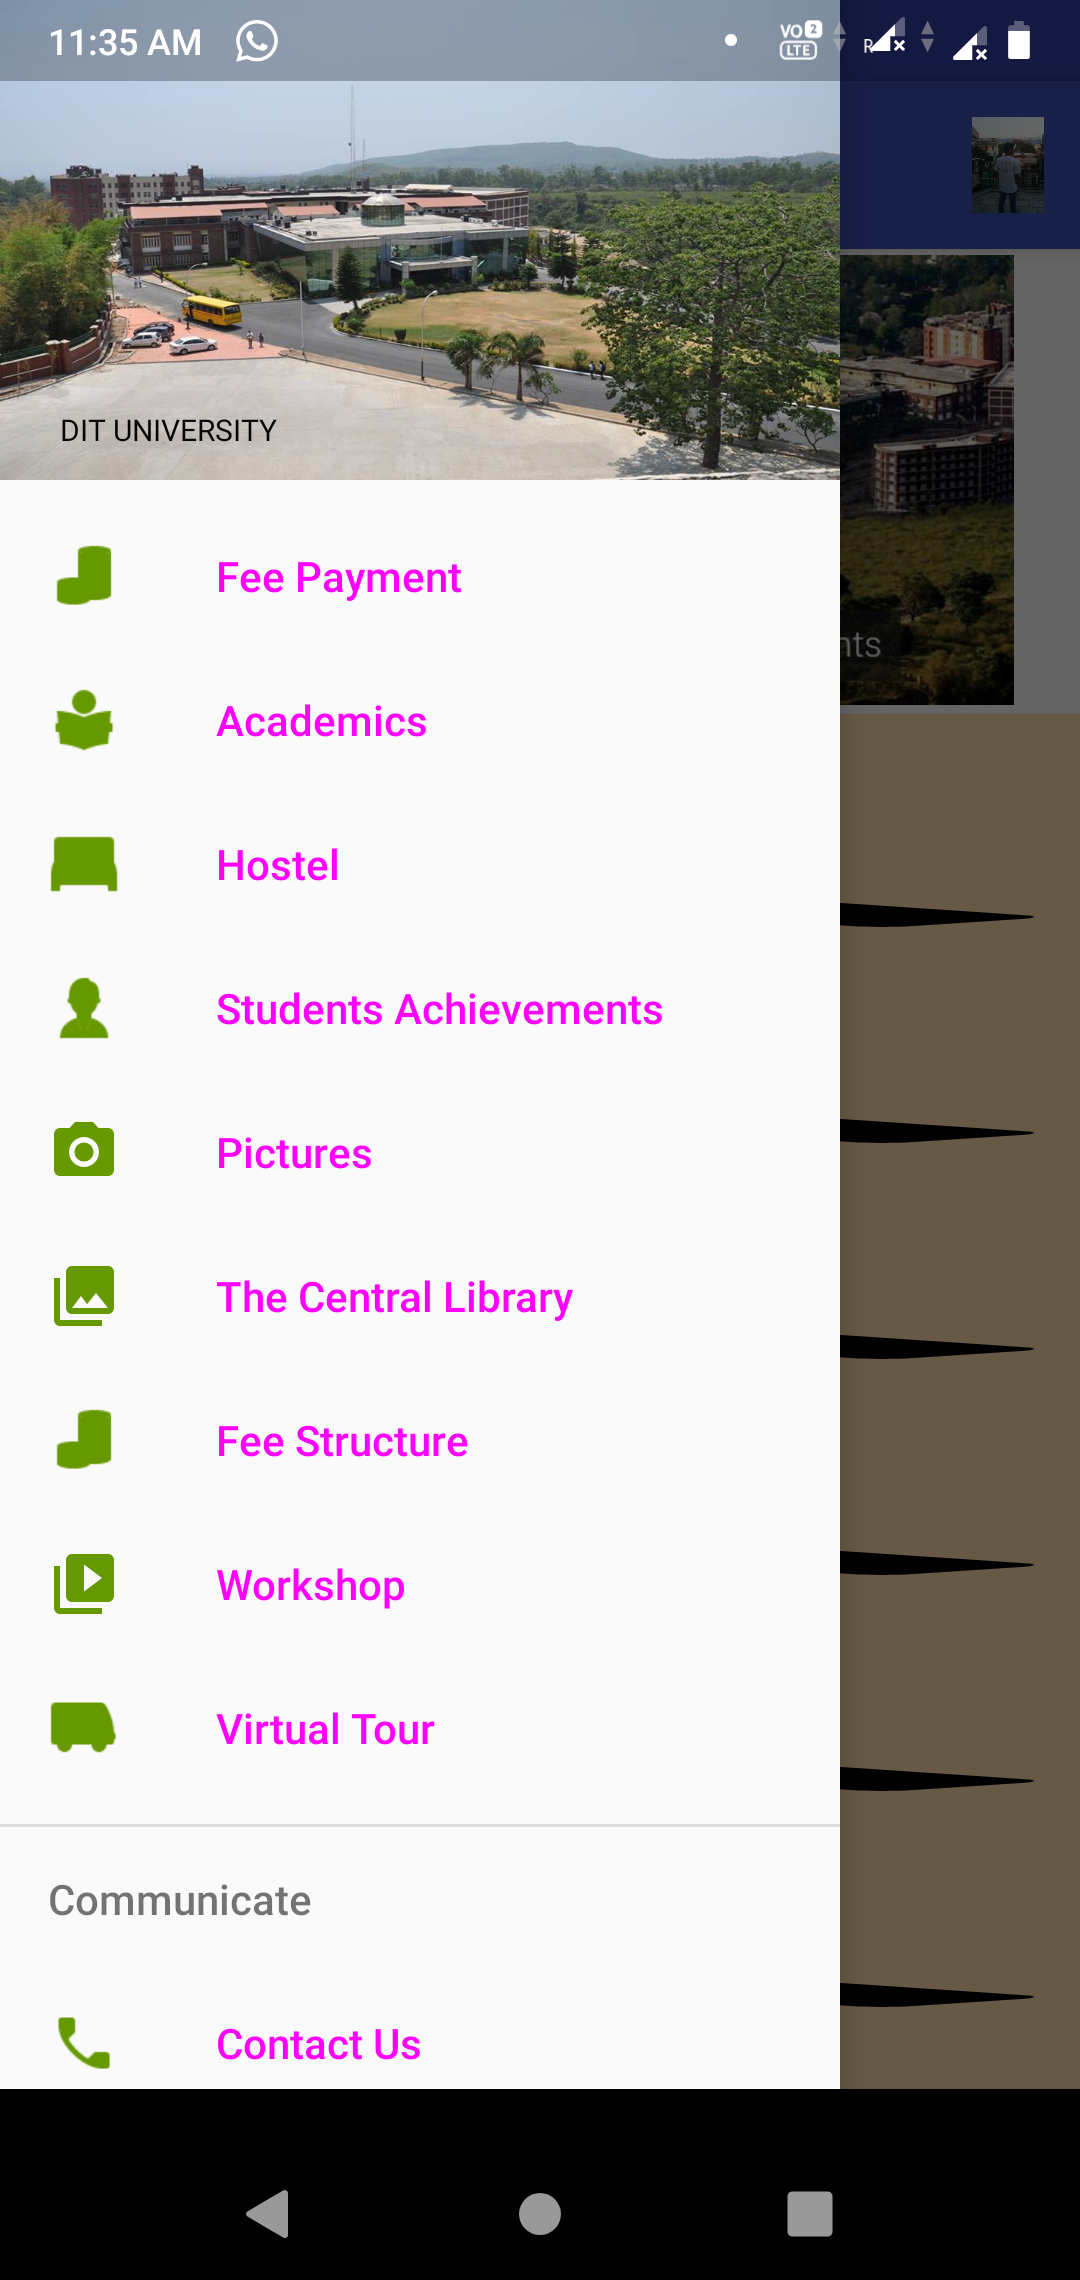 11:35 AM
VO 2
LTE
R
DIT UNIVERSITY
Fee Payment
Academics
nts
Hostel
Students Achievements
Pictures
The Central Library
Fee Structure
Workshop
Virtual Tour
Communicate
Contact Us